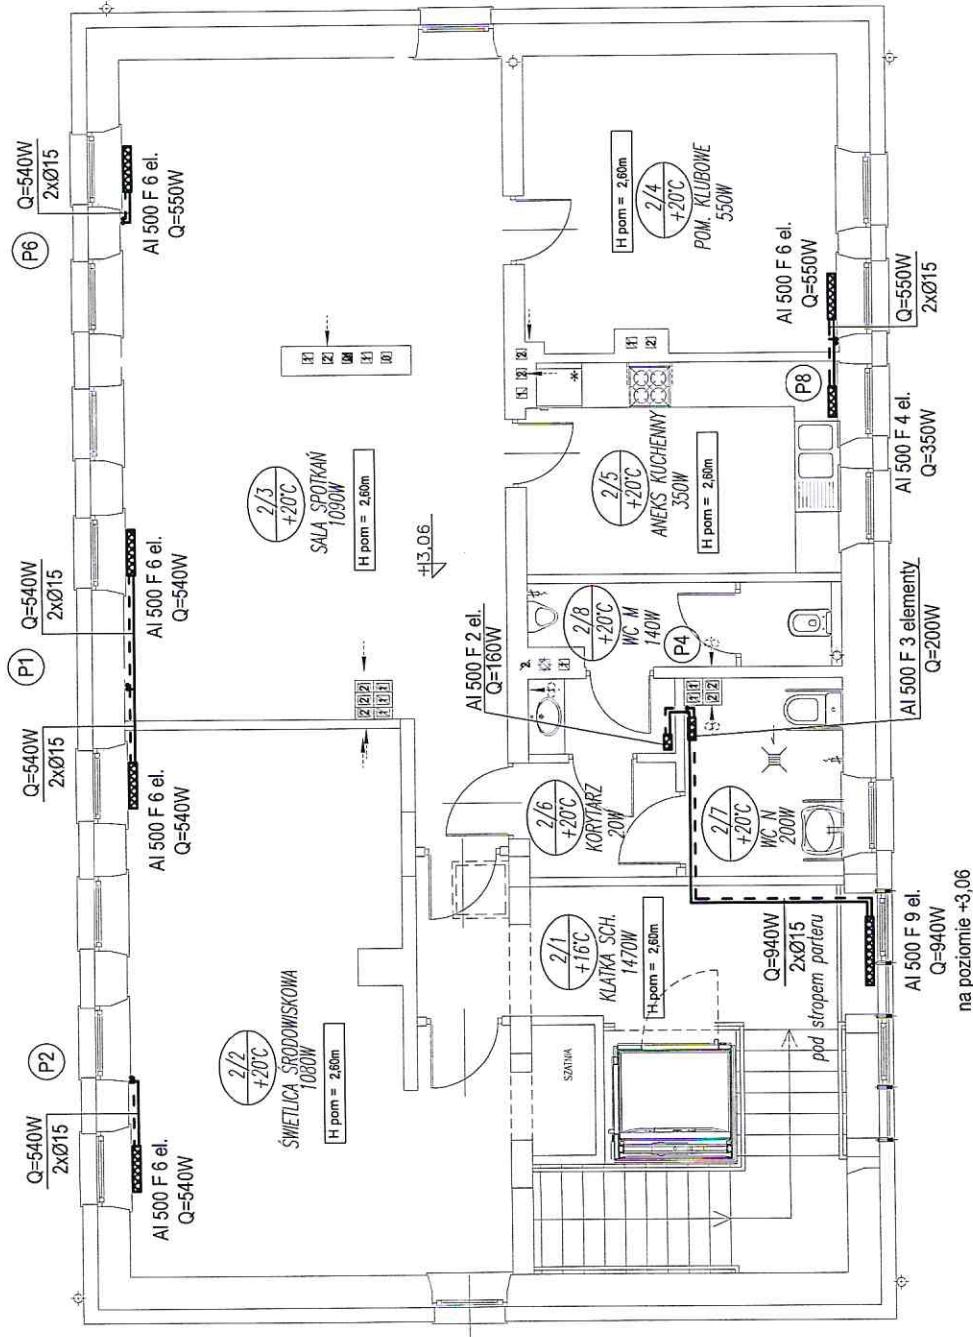 Q=540W
2xØ15
P2
Al 500 F 6 el.
Q=540W
Q=540W
2xØ15
P1
Q=540W
2xØ15
Al 500 F 6 el.
Q=540W
Al 500 F 6 el.
Q=540W
P6
Q=540W
2xØ15
Al 500 F 6 el.
Q=550W
2/2
+20°C
ŚWIETLICA ŚRODOWISKOWA
1080W
H pom = 2,60m
2/3
+20°C
SALA SPOTKAŃ
1090W
H pom = 2,60m
+3,06
2/4
+20°C
POM. KLUBOWE
550W
H pom = 2,60m
2/5
+20°C
ANEKS KUCHENNY
350W
H pom = 2,60m
2/8
+20°C
WC M
140W
P4
Al 500 F 2 el.
Q=160W
2/6
+20°C
KORYTARZ
20W
2/7
+20°C
WC N
200W
2/1
+16°C
KLATKA SCH.
1470W
H pom = 2,60m
SZATNIA
Q=940W
2xØ15
pod stropem parteru
Al 500 F 9 el.
Q=940W
na poziomie +3,06
Al 500 F 3 elementy
Q=200W
P8
Al 500 F 4 el.
Q=350W
Al 500 F 6 el.
Q=550W
Q=550W
2xØ15